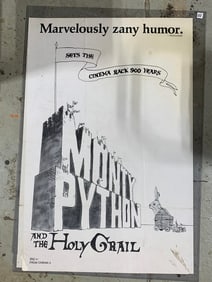 Marvelously zany humor.
SETS THE
CINEMA BACK 900 YEARS
MONTY
PYTHON
AND
THE HOLY GRAIL